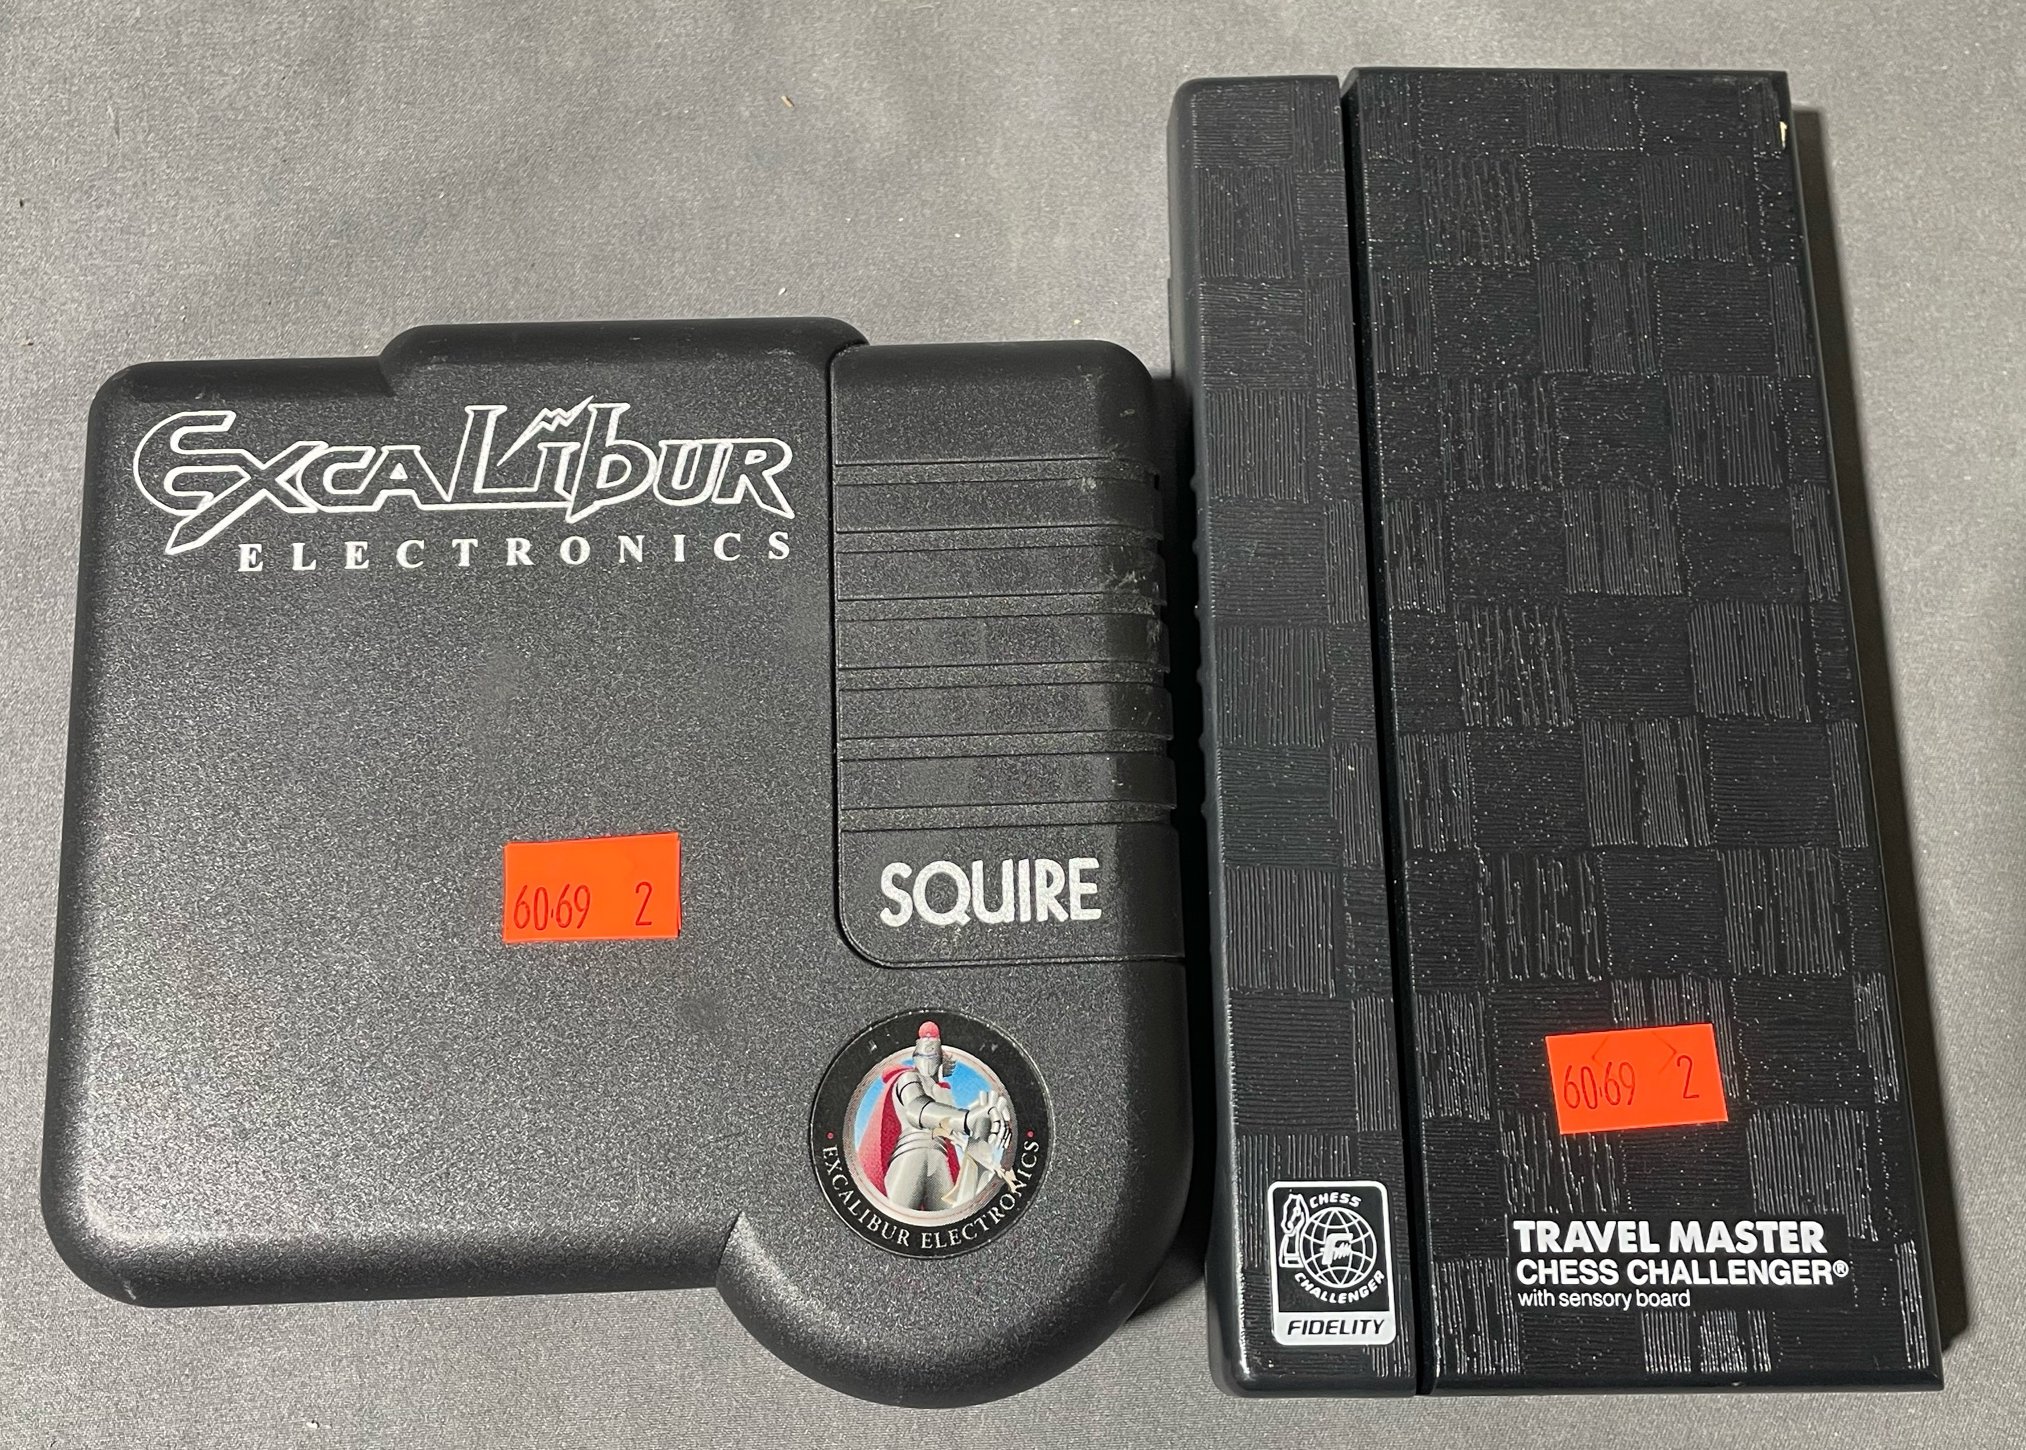 EXCALIBUR
ELECTRONICS
60.69 2
SQUIRE
• EXCALIBUR ELECTRONICS •
60.69 2
CHESS
CHALLENGER
FIDELITY
TRAVEL MASTER
CHESS CHALLENGER®
with sensory board